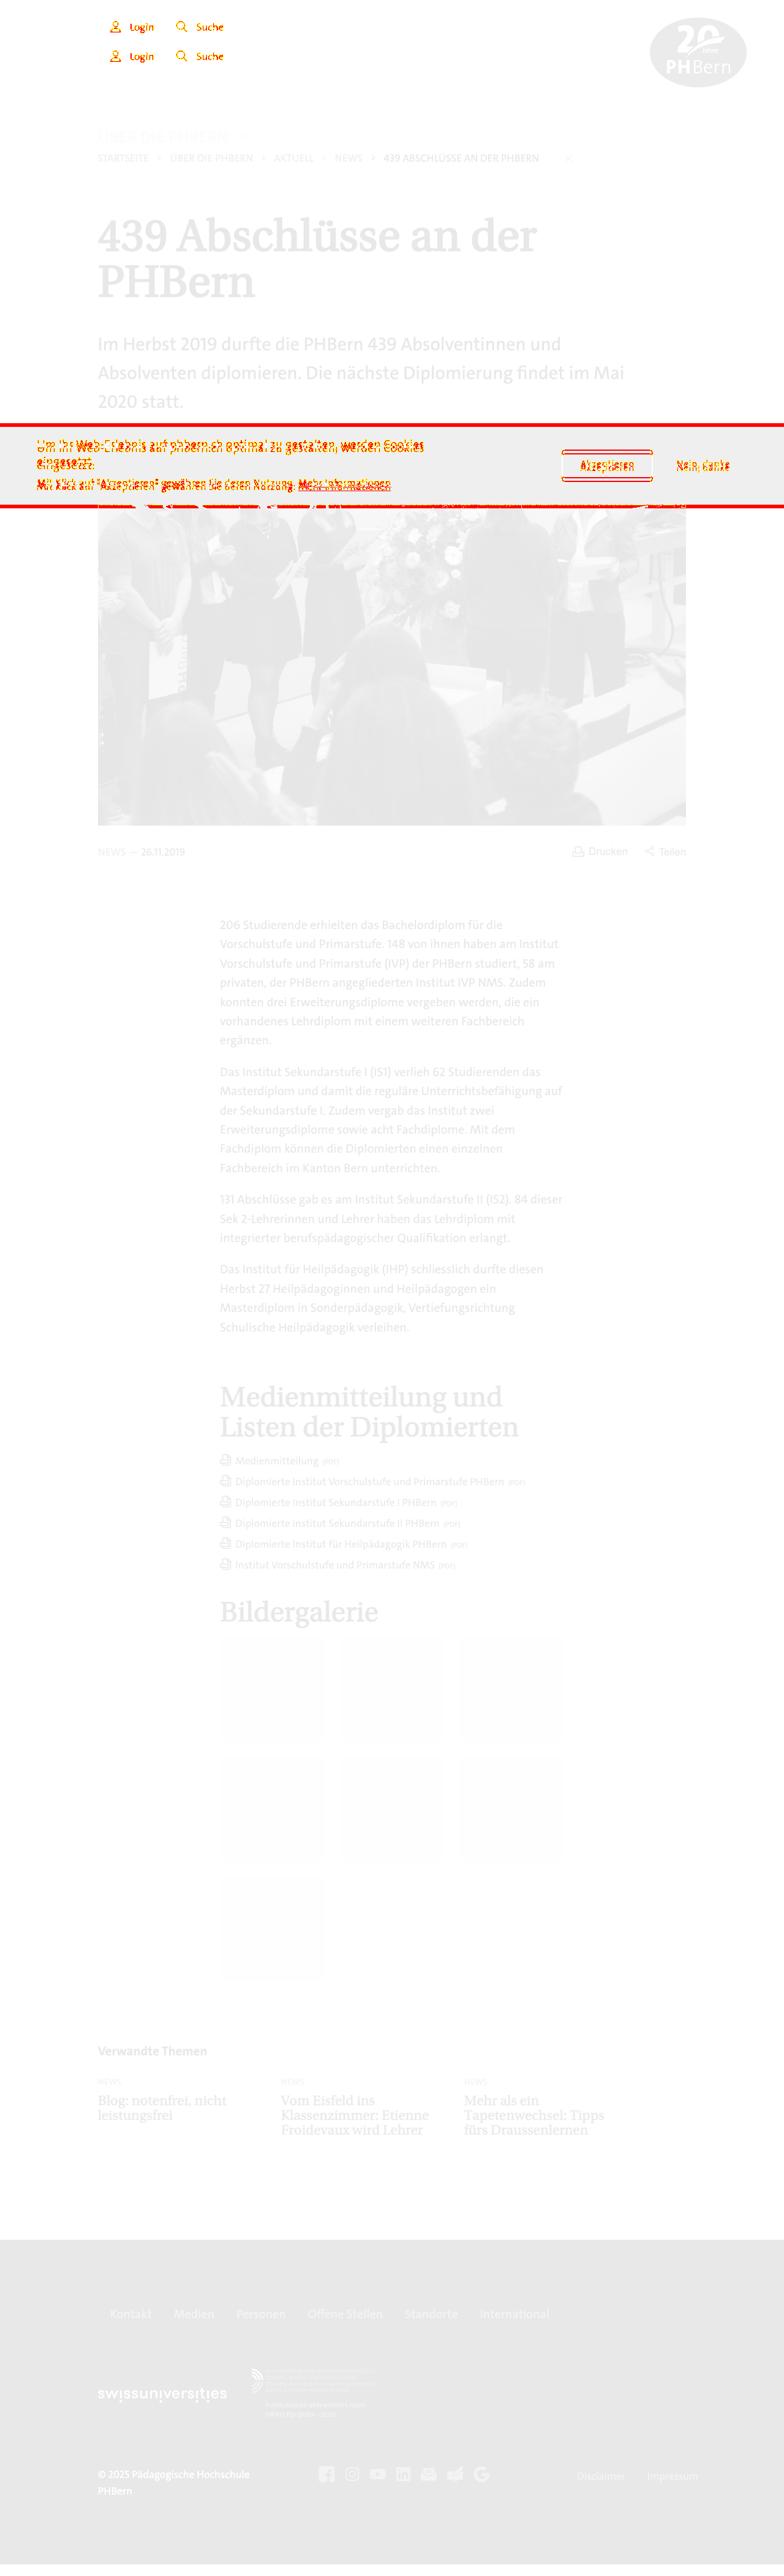 Login Suche
Login Suche
20 Jahre
PHBern
ÜBER DIE PHBERN
STARTSEITE > ÜBER DIE PHBERN > AKTUELL > NEWS > 439 ABSCHLÜSSE AN DER PHBERN
439 Abschlüsse an der
PHBern
Im Herbst 2019 durfte die PHBern 439 Absolventinnen und
Absolventen diplomieren. Die nächste Diplomierung findet im Mai
2020 statt.
Um Ihr Web-Erlebnis auf phbern.ch optimal zu gestalten, werden Cookies
eingesetzt.
Mit Klick auf "Akzeptieren" gewähren Sie deren Nutzung. Mehr Informationen
Akzeptieren Nein, danke
NEWS — 26.11.2019
Drucken Teilen
206 Studierende erhielten das Bachelordiplom für die
Vorschulstufe und Primarstufe. 148 von ihnen haben am Institut
Vorschulstufe und Primarstufe (IVP) der PHBern studiert, 58 am
privaten, der PHBern angegliederten Institut IVP NMS. Zudem
konnten drei Erweiterungsdiplome vergeben werden, die ein
vorhandenes Lehrdiplom mit einem weiteren Fachbereich
ergänzen.
Das Institut Sekundarstufe I (IS1) verlieh 62 Studierenden das
Masterdiplom und damit die reguläre Unterrichtsbefähigung auf
der Sekundarstufe I. Zudem vergab das Institut zwei
Erweiterungsdiplome sowie acht Fachdiplome. Mit dem
Fachdiplom können die Diplomierten einen einzelnen
Fachbereich im Kanton Bern unterrichten.
131 Abschlüsse gab es am Institut Sekundarstufe II (IS2). 84 dieser
Sek 2-Lehrerinnen und Lehrer haben das Lehrdiplom mit
integrierter berufspädagogischer Qualifikation erlangt.
Das Institut für Heilpädagogik (IHP) schliesslich durfte diesen
Herbst 27 Heilpädagoginnen und Heilpädagogen ein
Masterdiplom in Sonderpädagogik, Vertiefungsrichtung
Schulische Heilpädagogik verleihen.
Medienmitteilung und
Listen der Diplomierten
Medienmitteilung (PDF)
Diplomierte Institut Vorschulstufe und Primarstufe PHBern (PDF)
Diplomierte Institut Sekundarstufe I PHBern (PDF)
Diplomierte Institut Sekundarstufe II PHBern (PDF)
Diplomierte Institut für Heilpädagogik PHBern (PDF)
Institut Vorschulstufe und Primarstufe NMS (PDF)
Bildergalerie
Verwandte Themen
NEWS
Blog: notenfrei, nicht
leistungsfrei
NEWS
Vom Eisfeld ins
Klassenzimmer: Etienne
Froidevaux wird Lehrer
NEWS
Mehr als ein
Tapetenwechsel: Tipps
fürs Draussenlernen
Kontakt Medien Personen Offene Stellen Standorte International
swissuniversities
© 2025 Pädagogische Hochschule
PHBern
Disclaimer Impressum